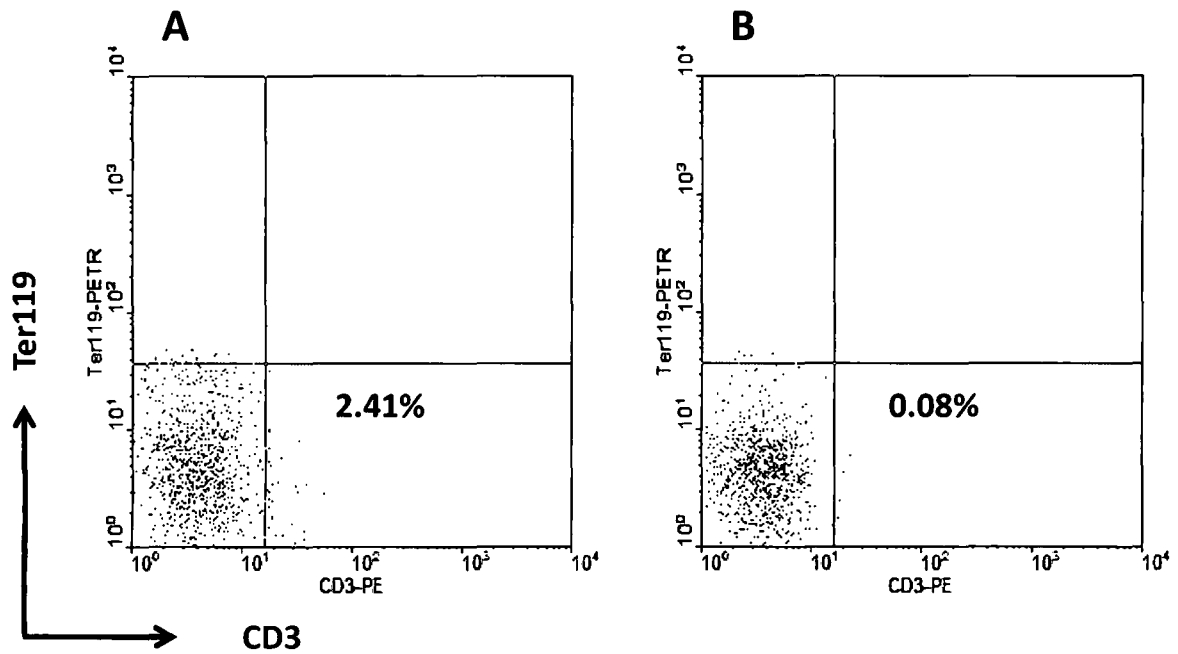 A
B
10⁴
10³
10²
10¹
10⁰
Ter119-PETR
2.41%
10⁰ 10¹ 10² 10³ 10⁴
CD3-PE
10⁴
10³
10²
10¹
10⁰
Ter119-PETR
0.08%
10⁰ 10¹ 10² 10³ 10⁴
CD3-PE
Ter119
CD3